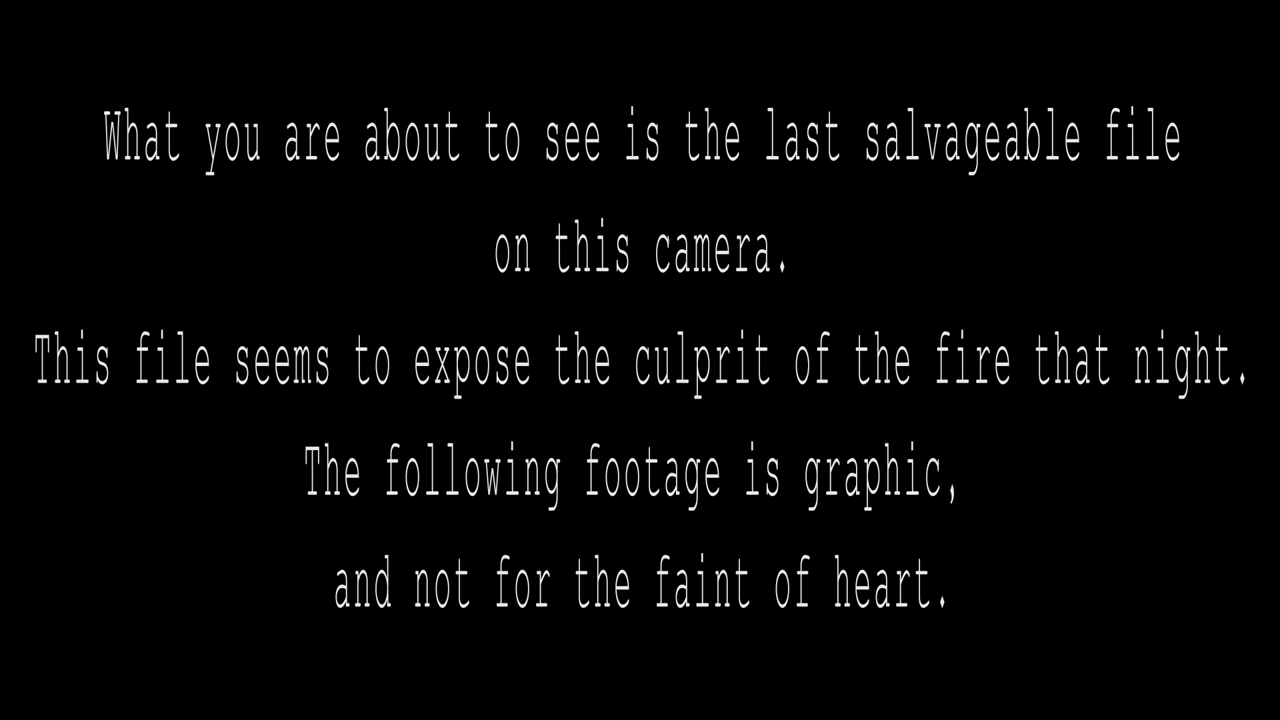 What you are about to see is the last salvageable file
on this camera.
This file seems to expose the culprit of the fire that night.
The following footage is graphic,
and not for the faint of heart.